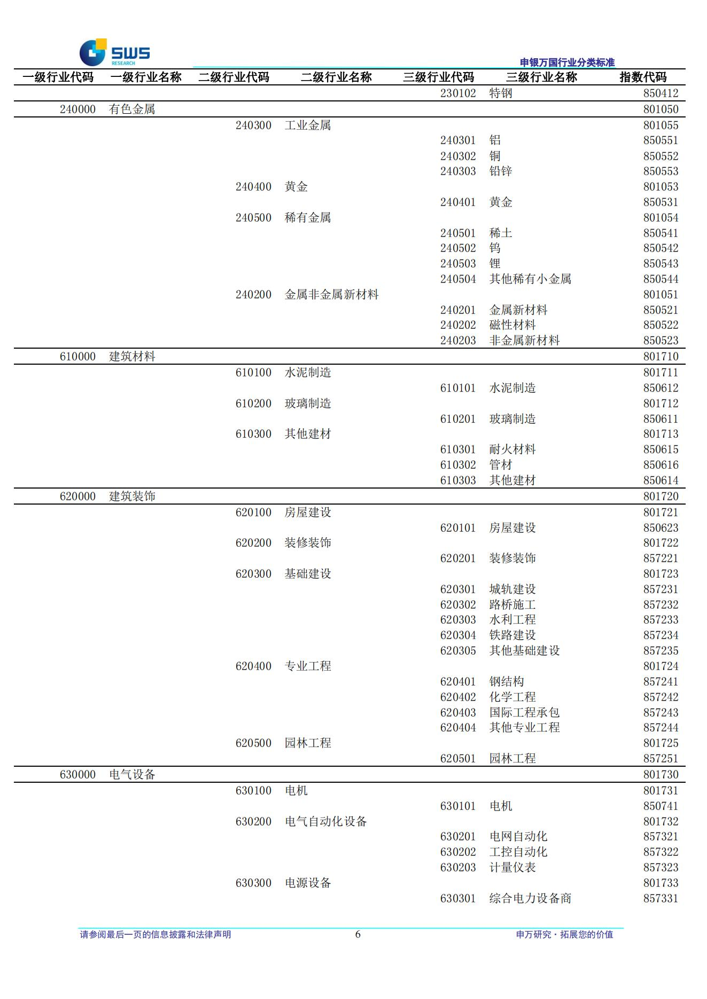 SWS
RESEARCH
申银万国行业分类标准
一级行业代码 一级行业名称 二级行业代码 二级行业名称 三级行业代码 三级行业名称 指数代码
230102 特钢 850412
240000 有色金属 801050
240300 工业金属 801055
240301 铝 850551
240302 铜 850552
240303 铅锌 850553
240400 黄金 801053
240401 黄金 850531
240500 稀有金属 801054
240501 稀土 850541
240502 钨 850542
240503 锂 850543
240504 其他稀有小金属 850544
240200 金属非金属新材料 801051
240201 金属新材料 850521
240202 磁性材料 850522
240203 非金属新材料 850523
610000 建筑材料 801710
610100 水泥制造 801711
610101 水泥制造 850612
610200 玻璃制造 801712
610201 玻璃制造 850611
610300 其他建材 801713
610301 耐火材料 850615
610302 管材 850616
610303 其他建材 850614
620000 建筑装饰 801720
620100 房屋建设 801721
620101 房屋建设 850623
620200 装修装饰 801722
620201 装修装饰 857221
620300 基础建设 801723
620301 城轨建设 857231
620302 路桥施工 857232
620303 水利工程 857233
620304 铁路建设 857234
620305 其他基础建设 857235
620400 专业工程 801724
620401 钢结构 857241
620402 化学工程 857242
620403 国际工程承包 857243
620404 其他专业工程 857244
620500 园林工程 801725
620501 园林工程 857251
630000 电气设备 801730
630100 电机 801731
630101 电机 850741
630200 电气自动化设备 801732
630201 电网自动化 857321
630202 工控自动化 857322
630203 计量仪表 857323
630300 电源设备 801733
630301 综合电力设备商 857331
请参阅最后一页的信息披露和法律声明 6 申万研究·拓展您的价值